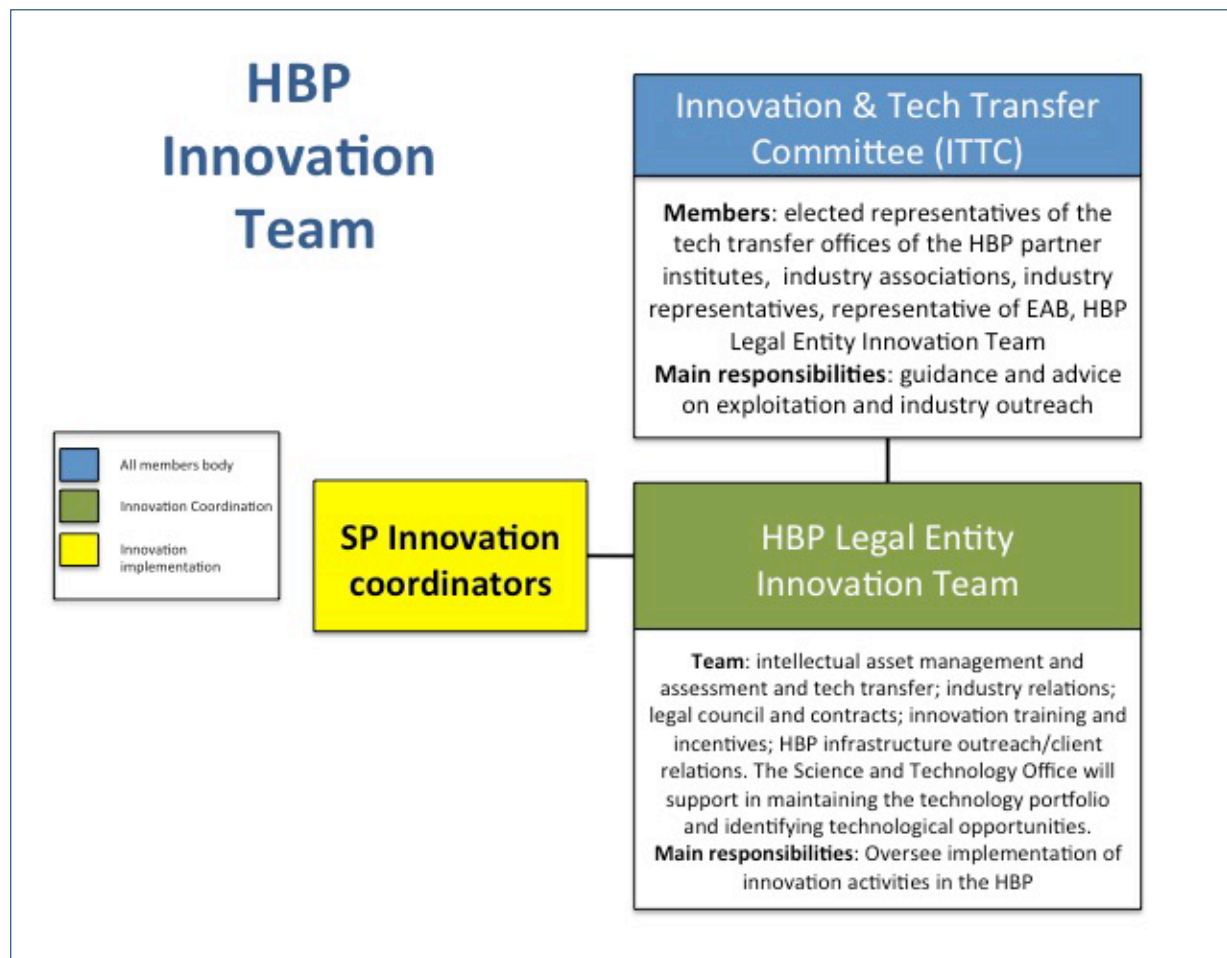 HBP
Innovation
Team
Innovation & Tech Transfer
Committee (ITTC)
Members: elected representatives of the
tech transfer offices of the HBP partner
institutes, industry associations, industry
representatives, representative of EAB, HBP
Legal Entity Innovation Team
Main responsibilities: guidance and advice
on exploitation and industry outreach
All members body
Innovation Coordination
Innovation
implementation
SP Innovation
coordinators
HBP Legal Entity
Innovation Team
Team: intellectual asset management and
assessment and tech transfer; industry relations;
legal council and contracts; innovation training and
incentives; HBP infrastructure outreach/client
relations. The Science and Technology Office will
support in maintaining the technology portfolio
and identifying technological opportunities.
Main responsibilities: Oversee implementation of
innovation activities in the HBP